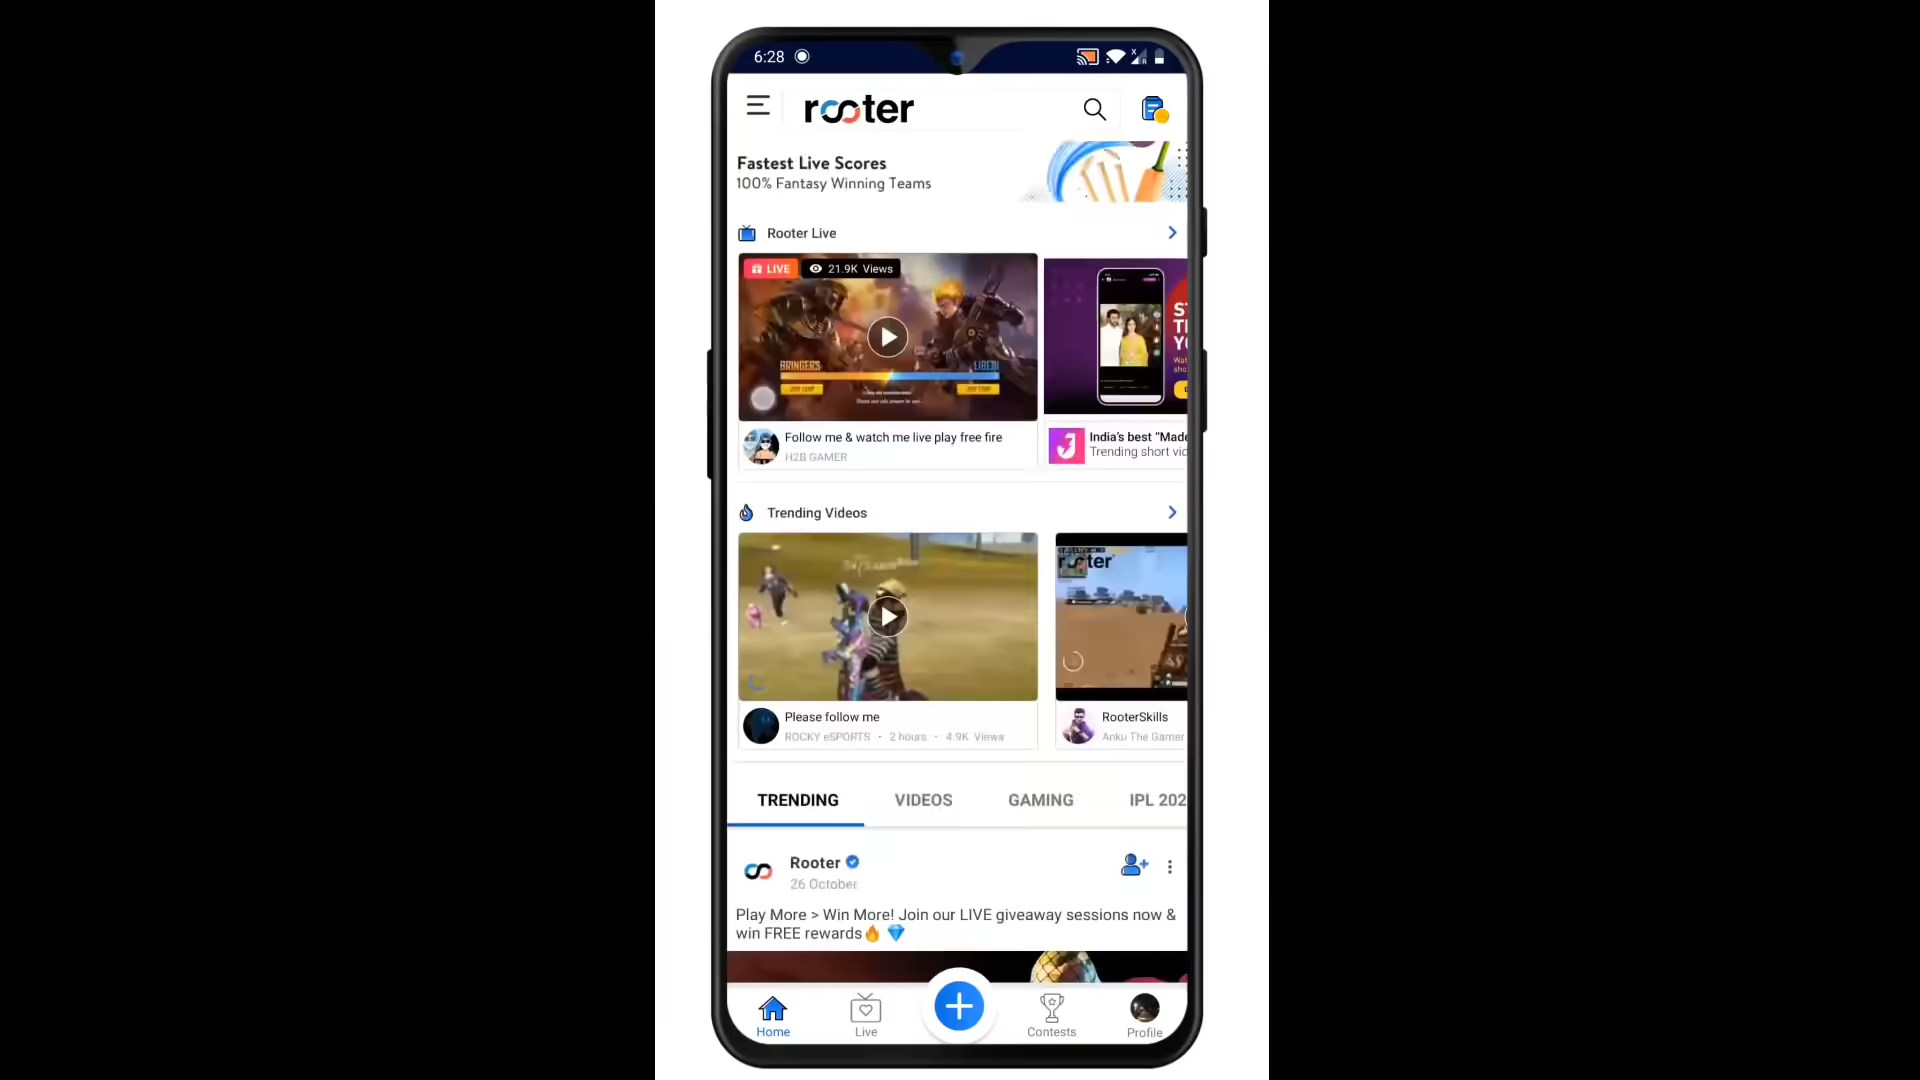 6:28
rooter
Fastest Live Scores
100% Fantasy Winning Teams
Rooter Live
LIVE
21.9K Views
BRINGERS
Follow me & watch me live play free fire
H2B GAMER
India's best "Made
Trending short vid
Trending Videos
rooter
Please follow me
ROCKY eSPORTS - 2 hours - 4.9K Views
RooterSkills
Anku The Gamer
TRENDING VIDEOS GAMING IPL 202
Rooter
26 October
Play More > Win More! Join our LIVE giveaway sessions now &
win FREE rewards🔥 💎
Home Live Contests Profile